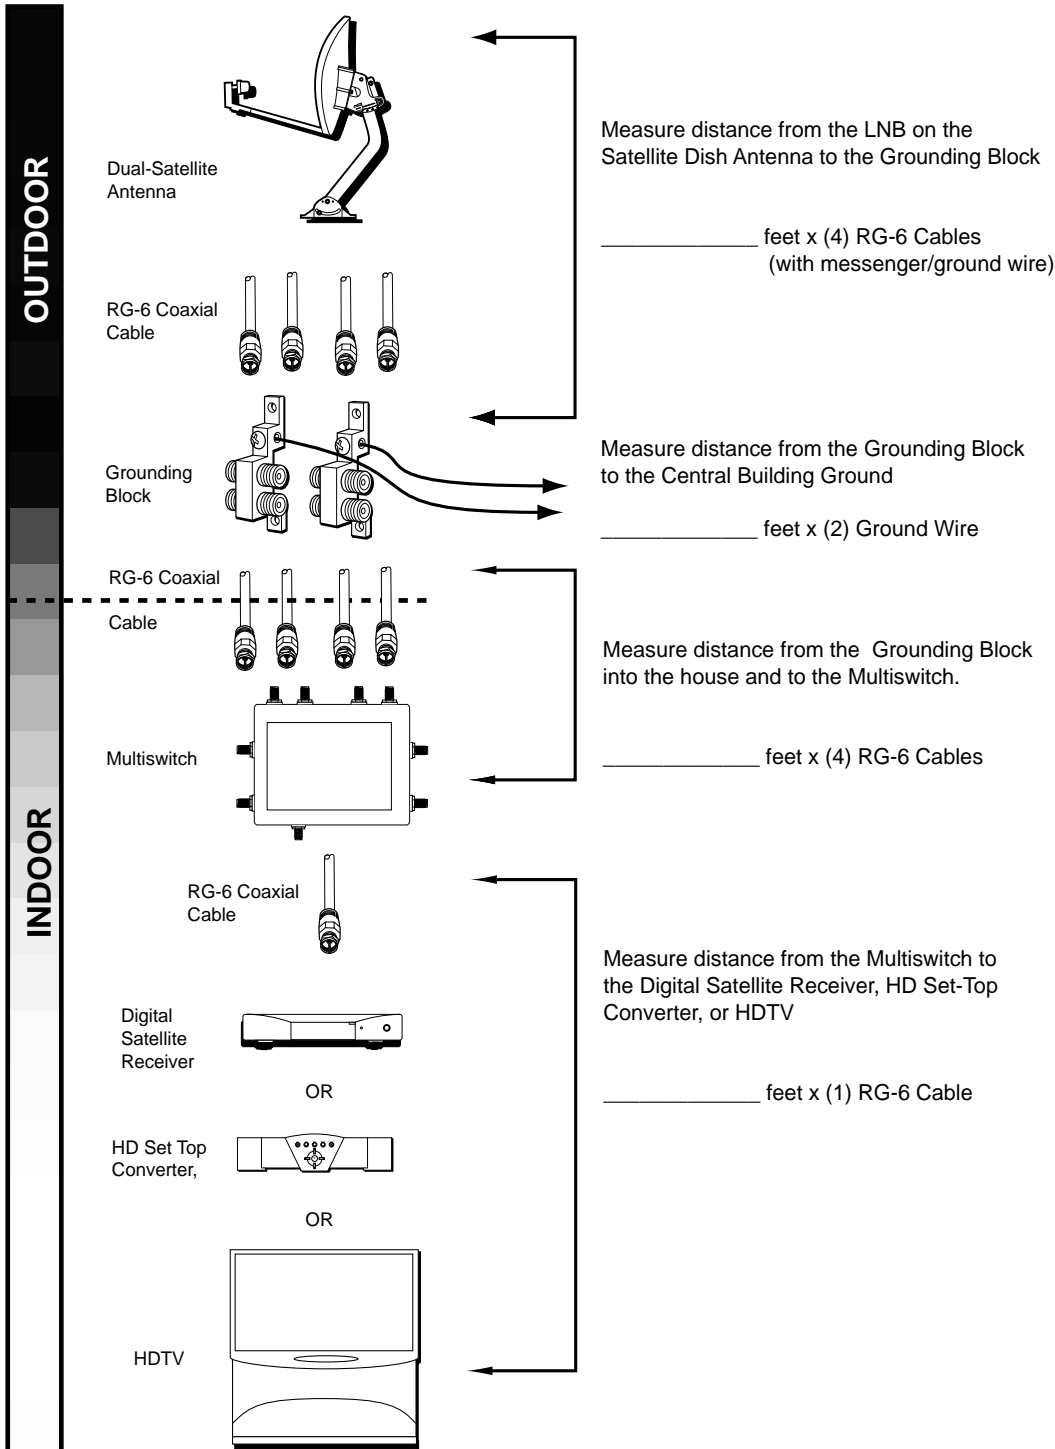 OUTDOOR
Dual-Satellite
Antenna
Measure distance from the LNB on the
Satellite Dish Antenna to the Grounding Block
_____________ feet x (4) RG-6 Cables
(with messenger/ground wire)
RG-6 Coaxial
Cable
Grounding
Block
Measure distance from the Grounding Block
to the Central Building Ground
_____________ feet x (2) Ground Wire
RG-6 Coaxial
Cable
Measure distance from the  Grounding Block
into the house and to the Multiswitch.
_____________ feet x (4) RG-6 Cables
Multiswitch
INDOOR
RG-6 Coaxial
Cable
Measure distance from the Multiswitch to
the Digital Satellite Receiver, HD Set-Top
Converter, or HDTV
_____________ feet x (1) RG-6 Cable
Digital
Satellite
Receiver
OR
HD Set Top
Converter,
OR
HDTV